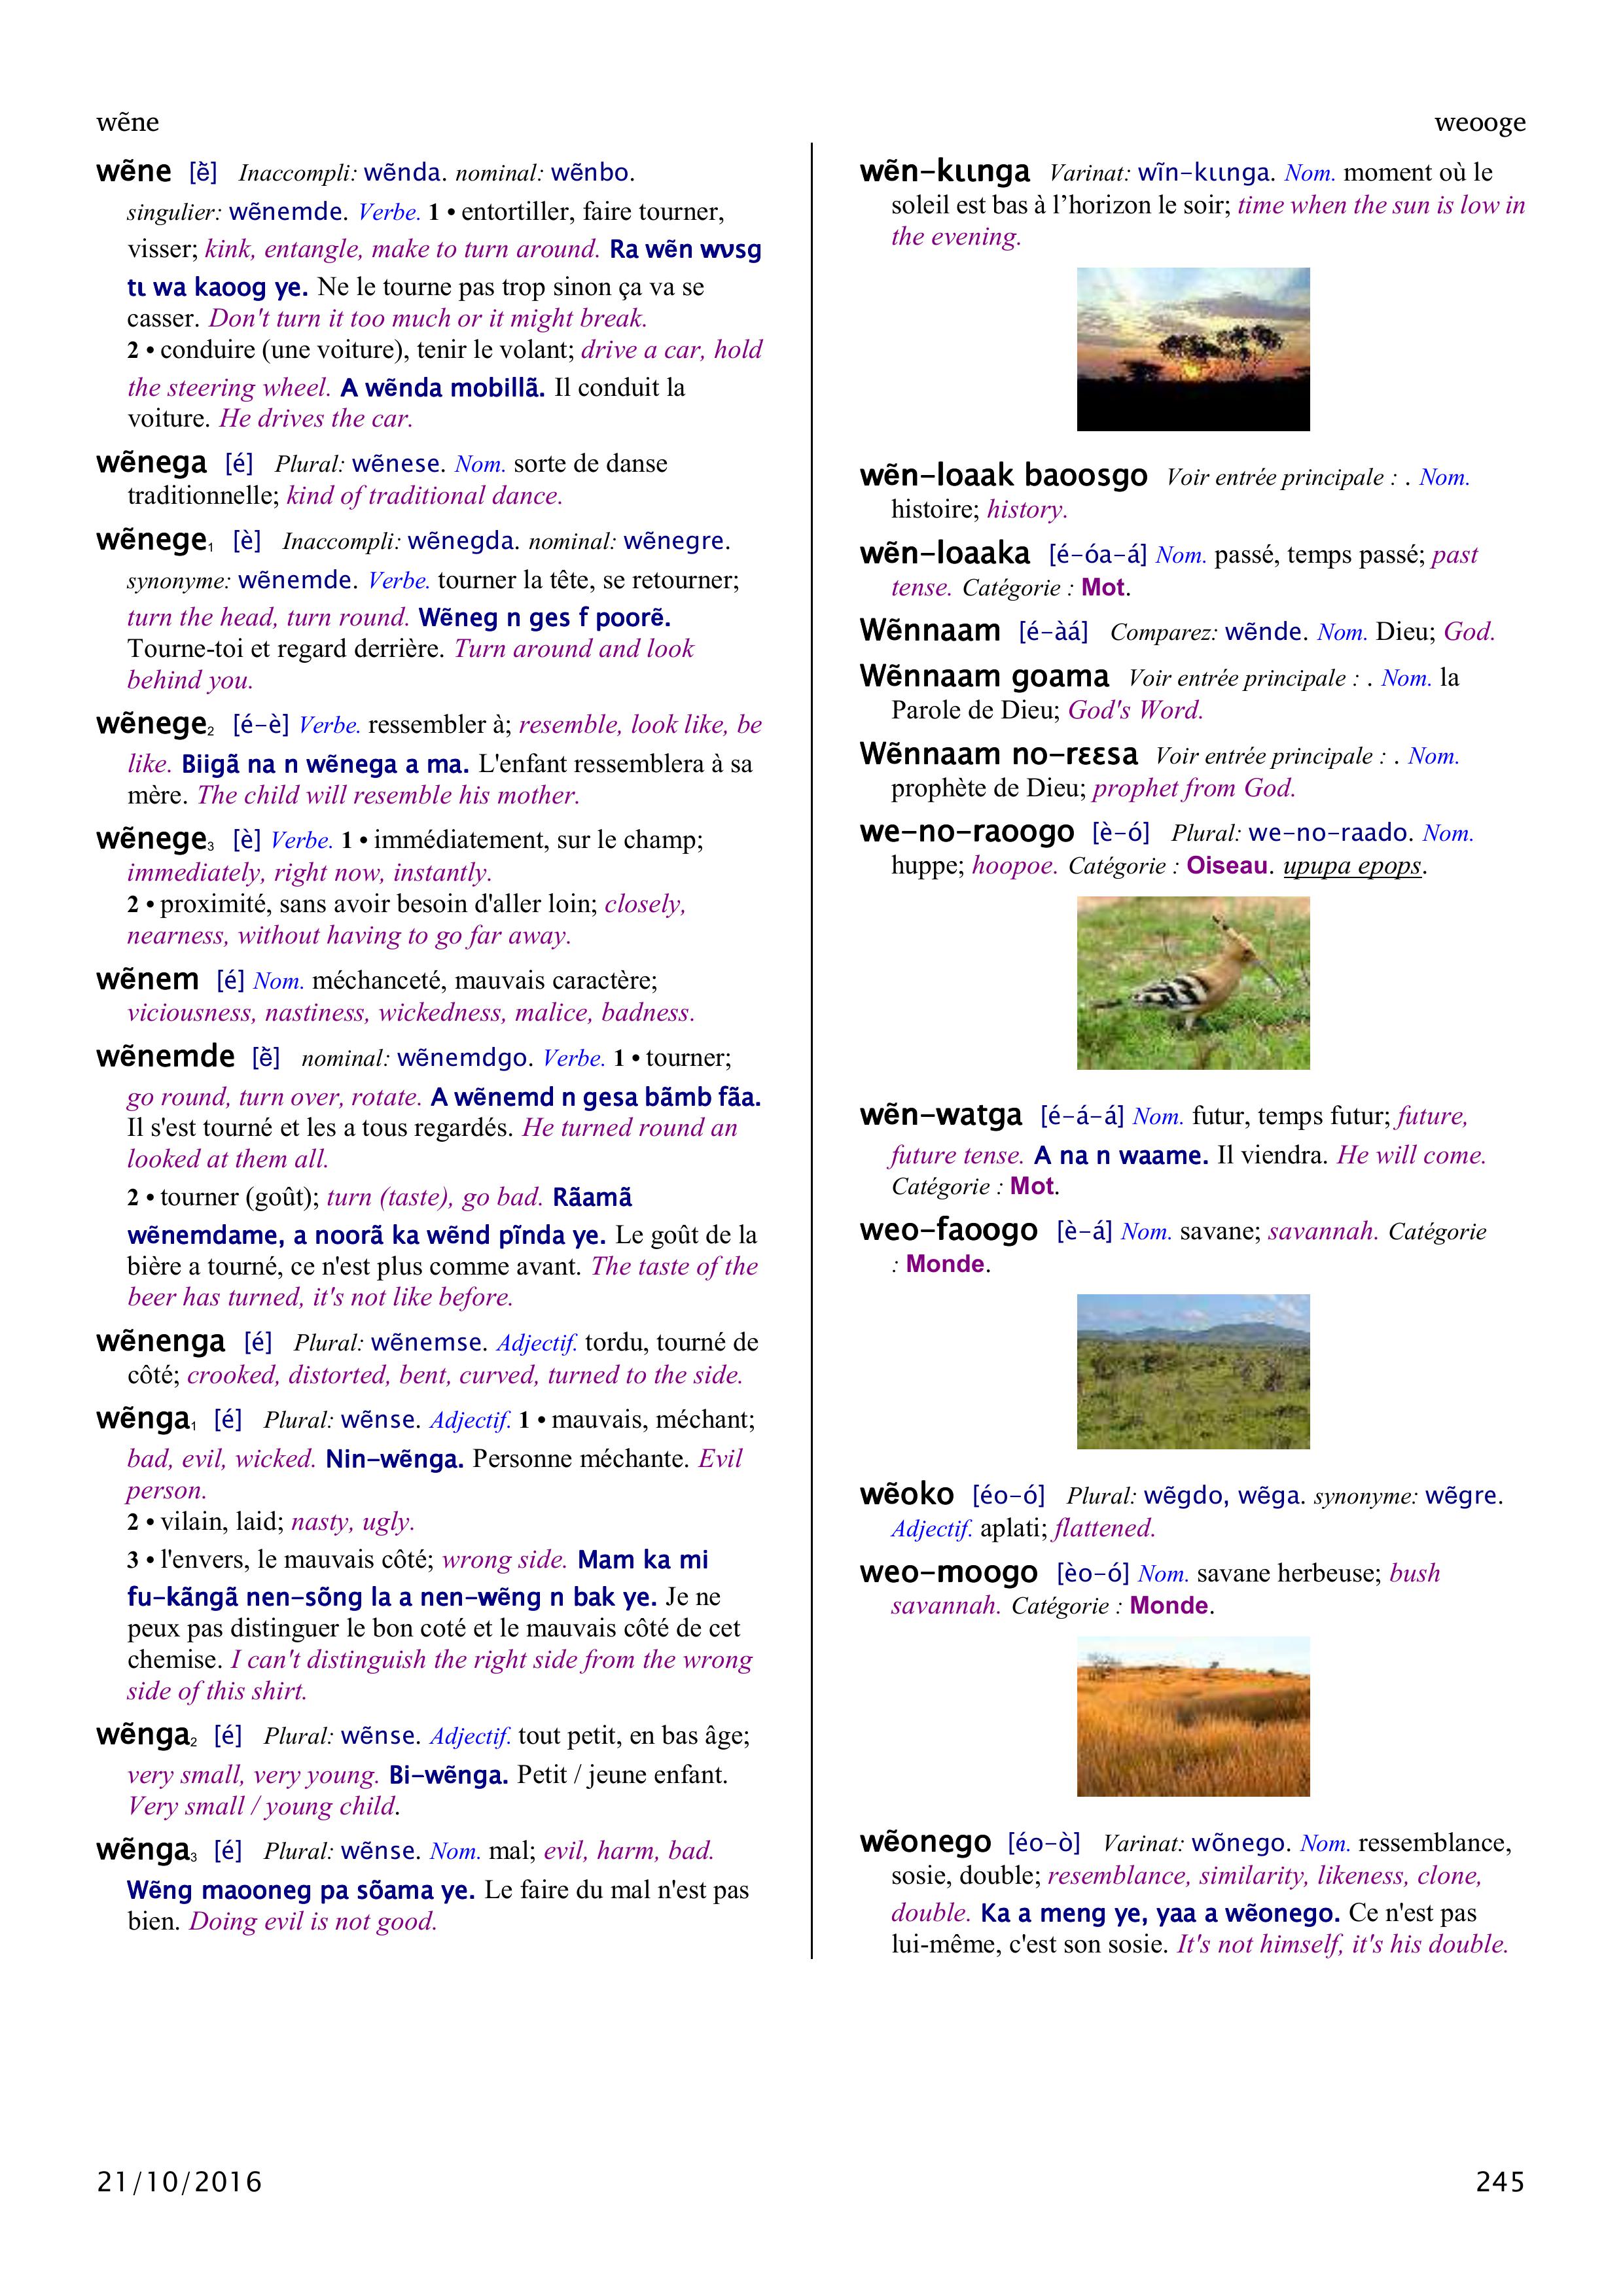 wẽne
weooge
wẽne [ẽ̀] Inaccompli: wẽnda. nominal: wẽnbo.
singulier: wẽnemde. Verbe. 1 • entortiller, faire tourner,
visser; kink, entangle, make to turn around. Ra wẽn wʋsg
tɩ wa kaoog ye. Ne le tourne pas trop sinon ça va se
casser. Don't turn it too much or it might break.
2 • conduire (une voiture), tenir le volant; drive a car, hold
the steering wheel. A wẽnda mobillã. Il conduit la
voiture. He drives the car.
wẽnega [é] Plural: wẽnese. Nom. sorte de danse
traditionnelle; kind of traditional dance.
wẽnege₁ [è] Inaccompli: wẽnegda. nominal: wẽnegre.
synonyme: wẽnemde. Verbe. tourner la tête, se retourner;
turn the head, turn round. Wẽneg n ges f poorẽ.
Tourne-toi et regard derrière. Turn around and look
behind you.
wẽnege₂ [é–è] Verbe. ressembler à; resemble, look like, be
like. Biigã na n wẽnega a ma. L'enfant ressemblera à sa
mère. The child will resemble his mother.
wẽnege₃ [è] Verbe. 1 • immédiatement, sur le champ;
immediately, right now, instantly.
2 • proximité, sans avoir besoin d'aller loin; closely,
nearness, without having to go far away.
wẽnem [é] Nom. méchanceté, mauvais caractère;
viciousness, nastiness, wickedness, malice, badness.
wẽnemde [ẽ̀] nominal: wẽnemdgo. Verbe. 1 • tourner;
go round, turn over, rotate. A wẽnemd n gesa bãmb fãa.
Il s'est tourné et les a tous regardés. He turned round an
looked at them all.
2 • tourner (goût); turn (taste), go bad. Rãamã
wẽnemdame, a noorã ka wẽnd pĩnda ye. Le goût de la
bière a tourné, ce n'est plus comme avant. The taste of the
beer has turned, it's not like before.
wẽnenga [é] Plural: wẽnemse. Adjectif. tordu, tourné de
côté; crooked, distorted, bent, curved, turned to the side.
wẽnga₁ [é] Plural: wẽnse. Adjectif. 1 • mauvais, méchant;
bad, evil, wicked. Nin–wẽnga. Personne méchante. Evil
person.
2 • vilain, laid; nasty, ugly.
3 • l'envers, le mauvais côté; wrong side. Mam ka mi
fu–kãngã nen–sõng la a nen–wẽng n bak ye. Je ne
peux pas distinguer le bon coté et le mauvais côté de cet
chemise. I can't distinguish the right side from the wrong
side of this shirt.
wẽnga₂ [é] Plural: wẽnse. Adjectif. tout petit, en bas âge;
very small, very young. Bi–wẽnga. Petit / jeune enfant.
Very small / young child.
wẽnga₃ [é] Plural: wẽnse. Nom. mal; evil, harm, bad.
Wẽng maooneg pa sõama ye. Le faire du mal n'est pas
bien. Doing evil is not good.
wẽn–kɩɩnga Varinat: wĩn–kɩɩnga. Nom. moment où le
soleil est bas à l’horizon le soir; time when the sun is low in
the evening.
wẽn–loaak baoosgo Voir entrée principale : . Nom.
histoire; history.
wẽn–loaaka [é–óa–á] Nom. passé, temps passé; past
tense. Catégorie : Mot.
Wẽnnaam [é–àá] Comparez: wẽnde. Nom. Dieu; God.
Wẽnnaam goama Voir entrée principale : . Nom. la
Parole de Dieu; God's Word.
Wẽnnaam no–rɛɛsa Voir entrée principale : . Nom.
prophète de Dieu; prophet from God.
we–no–raoogo [è–ó] Plural: we–no–raado. Nom.
huppe; hoopoe. Catégorie : Oiseau. upupa epops.
wẽn–watga [é–á–á] Nom. futur, temps futur; future,
future tense. A na n waame. Il viendra. He will come.
Catégorie : Mot.
weo–faoogo [è–á] Nom. savane; savannah. Catégorie
: Monde.
wẽoko [éo–ó] Plural: wẽgdo, wẽga. synonyme: wẽgre.
Adjectif. aplati; flattened.
weo–moogo [èo–ó] Nom. savane herbeuse; bush
savannah. Catégorie : Monde.
wẽonego [éo–ò] Varinat: wõnego. Nom. ressemblance,
sosie, double; resemblance, similarity, likeness, clone,
double. Ka a meng ye, yaa a wẽonego. Ce n'est pas
lui-même, c'est son sosie. It's not himself, it's his double.
21/10/2016
245